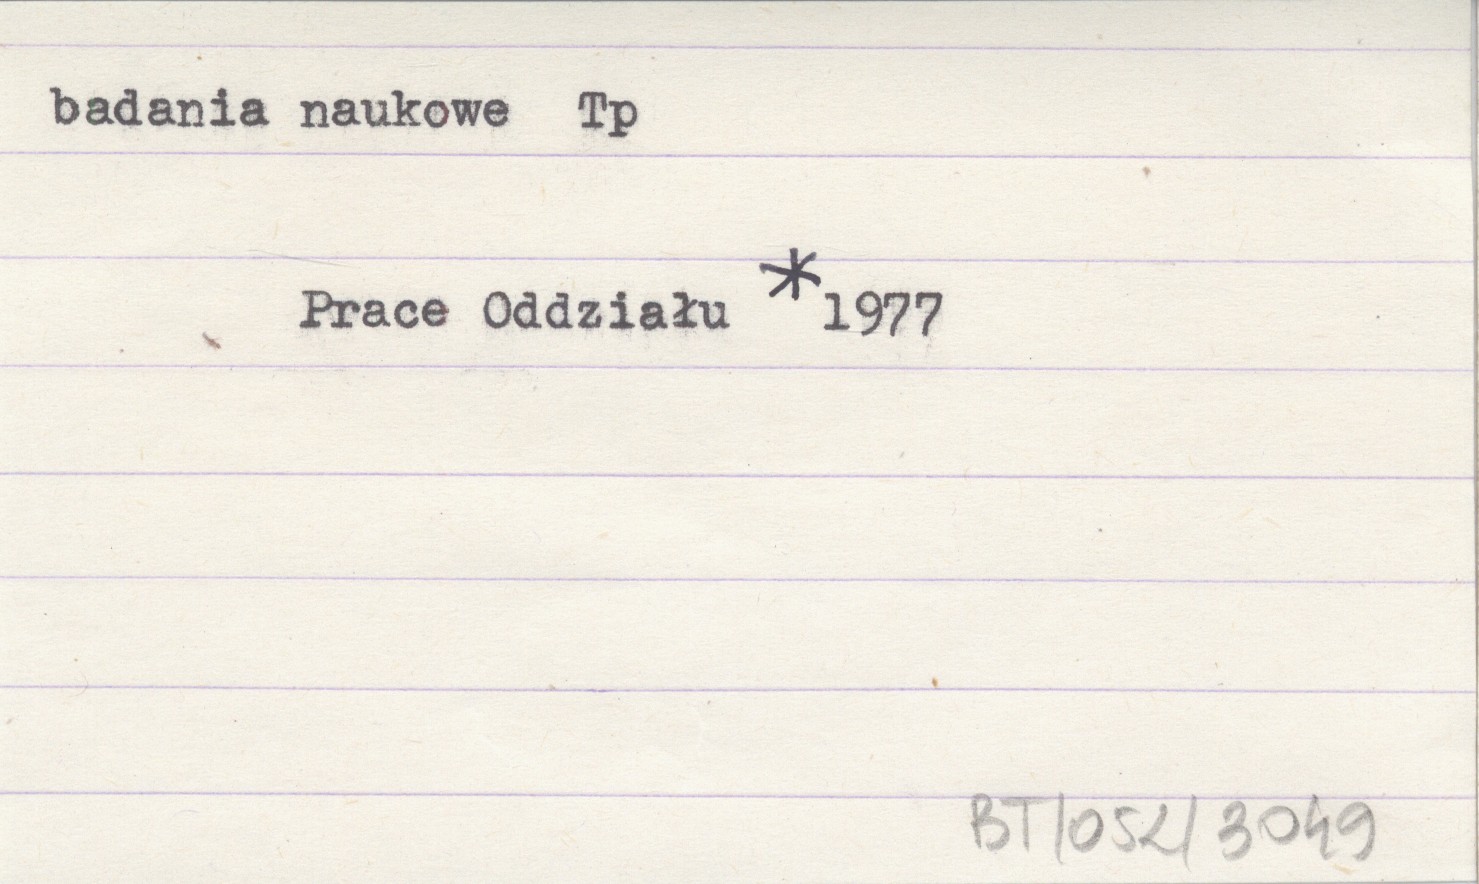 badania naukowe Tp
Prace Oddziału *1977
BT/052/3049